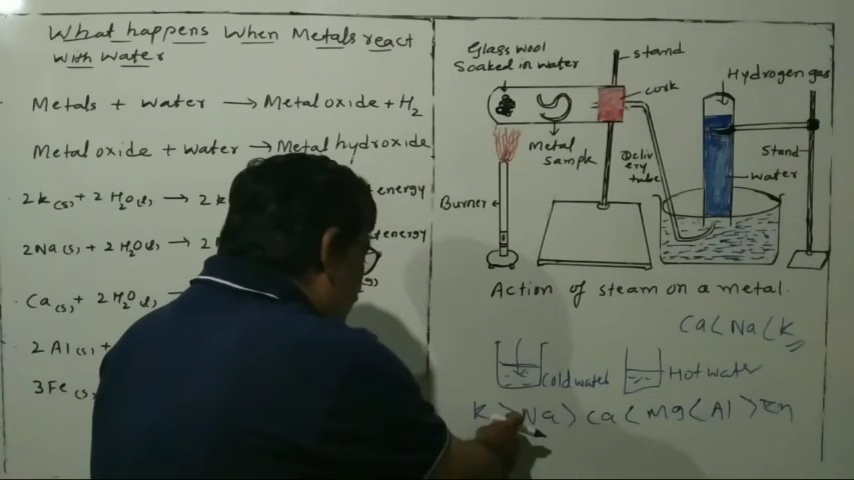 What happens When Metals react
with water
Metals + water → Metal oxide + H2
Metal oxide + water → Metal hydroxide
2K(s) + 2H2O(l) → 2K
energy
2Na(s) + 2H2O(l) → 2
energy
Ca(s) + 2H2O(l) →
(g)
2Al(s) +
3Fe(s)
Glass wool
Soaked in water
stand
cork
Hydrogen gas
Metal
sample
Delivery
tube
stand
water
Burner
Action of steam on a metal.
Ca < Na < K
Cold water
Hot water
K > Na > Ca < Mg < Al > Zn